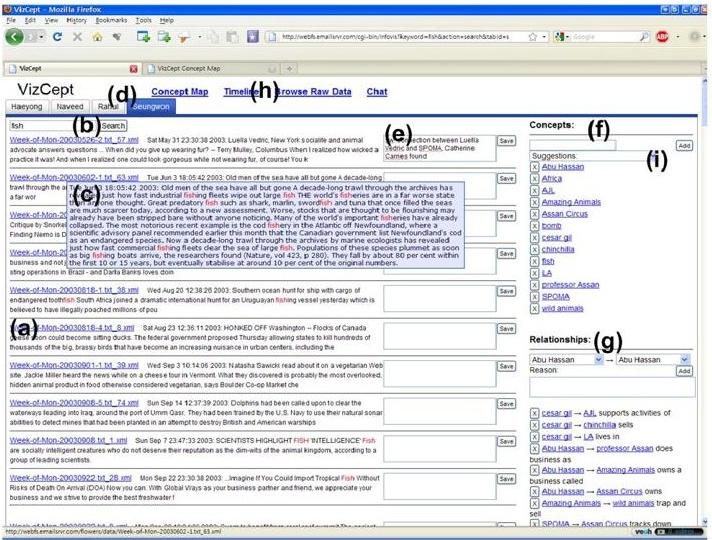 VizCept - Mozilla Firefox
File Edit View History Bookmarks Tools Help
http://webfs.emailsrvr.com/cgi-bin/infovis?keyword=fish&action=search&tabid=s
Google
VizCept
VizCept Concept Map
VizCept
Concept Map
Timeline
Browse Raw Data
Chat
(d)
(h)
Haeyong
Naveed
Rahul
Seungwon
(b)
fish
Search
(e)
Week-of-Mon-20030526-2.txt_57.xml Sat May 31 23:30:38 2003: Luella Vedric, New York socialite and animal
advocate answers questions ... When did you give up wearing fur? -- Terry Mulley, Columbus When I realized how wicked a
practice it was! And when I realized one could look gorgeous while not wearing fur, of course! You k
connection between Luella
Vedric and SPOMA, Catherine
Carnes found
Save
Week-of-Mon-20030602-1.txt_63.xml Tue Jun 3 18:05:42 2003: Old men of the sea have all but gone A decade-long
trawl through the
a far wor
Save
(c)
Tue Jun 3 18:05:42 2003: Old men of the sea have all but gone A decade-long trawl through the archives has
just how fast industrial fishing fleets wipe out large fish THE world's fisheries are in a far worse state
than anyone thought. Great predatory fish such as shark, marlin, swordfish and tuna that once filled the seas
are much scarcer today, according to a new assessment. Worse, stocks that are thought to be flourishing may
already have been stripped bare without anyone noticing. Many of the world's important fisheries have already
collapsed. The most notorious recent example is the cod fishery in the Atlantic off Newfoundland, where a
scientific advisory panel recommended earlier this month that the Canadian government list Newfoundland's cod
as an endangered species. Now a decade-long trawl through the archives by marine ecologists has revealed
just how fast commercial fishing fleets clear the sea of large fish. Populations of these species plummet as soon
as big fishing boats arrive, the researchers found (Nature, vol 423, p 280). They fall by about 80 per cent within
the first 10 or 15 years, but eventually stabilise at around 10 per cent of the original numbers.
Critique by Snorkel
Finding Nemo is D
Save
business and not j
sting operations in Brazil - and Darla Banks loves doin
Save
Week-of-Mon-20030818-1.txt_38.xml Wed Aug 20 12:38:26 2003: Southern ocean hunt for ship with cargo of
endangered toothfish South Africa joined a dramatic international hunt for an Uruguayan fishing vessel yesterday which is
believed to have illegally poached millions of pou
Save
(a)
Week-of-Mon-20030818-4.txt_8.xml Sat Aug 23 12:36:11 2003: HONKED OFF Washington -- Flocks of Canada
geese soon could become sitting ducks. The federal government proposed Thursday allowing states to kill hundreds of
thousands of the big, brassy birds that have become an increasing nuisance in urban centers, including the
Save
Week-of-Mon-20030901-1.txt_39.xml Wed Sep 3 10:14:06 2003: Natasha Sawicki read about it on a vegetarian Web
site. Jackie Miller heard the news while on a cheese tour in Vermont. What they discovered is probably the most overlooked,
hidden animal product in food otherwise considered vegetarian, says Boulder Co-op Market che
Save
Week-of-Mon-20030908-5.txt_74.xml Sun Sep 14 12:37:39 2003: Dolphins had been called upon to clear the
waterways leading into Iraq, around the port of Umm Qasr. They had been trained by the U.S. Navy to use their natural sonar
abilities to detect mines that had been planted in an attempt to destroy British and American warships
Save
Week-of-Mon-20030908.txt_1.xml Sun Sep 7 23:47:33 2003: SCIENTISTS HIGHLIGHT FISH 'INTELLIGENCE' Fish
are socially intelligent creatures who do not deserve their reputation as the dim-wits of the animal kingdom, according to a
group of leading scientists.
Save
Week-of-Mon-20030922.txt_28.xml Mon Sep 22 23:30:38 2003: ...Imagine If You Could Import Tropical Fish Without
Risks of Death On Arrival (DOA) Now you can. With Global Ways as your business partner and friend, we appreciate your
business and we strive to provide the best freshwater f
Save
Concepts:
(f)
Add
(i)
Suggestions:
X Abu Hassan
X Africa
X AJL
X Amazing Animals
X Assan Circus
X bomb
X cesar gil
X chinchilla
X fish
X LA
X professor Assan
X SPOMA
X wild animals
Relationships:
(g)
Abu Hassan → Abu Hassan
Reason:
Add
X cesar gil → AJL supports activities of
X cesar gil → chinchilla sells
X cesar gil → LA lives in
X Abu Hassan → professor Assan does
business as
X Abu Hassan → Amazing Animals owns a
business called
X Abu Hassan → Assan Circus owns
X Amazing Animals → wild animals trap and
sell
X SPOMA → Assan Circus tracks down
http://webfs.emailsrvr.com/flowers/data/Week-of-Mon-20030602-1.txt_63.xml